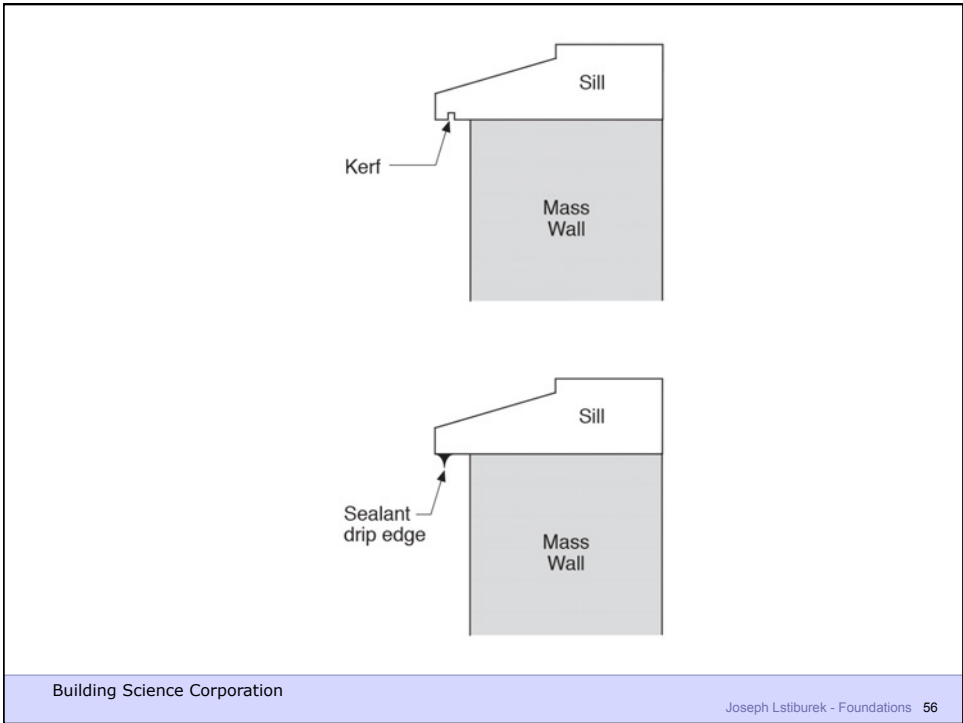 Sill
Kerf
Mass
Wall
Sill
Sealant
drip edge
Mass
Wall
Building Science Corporation
Joseph Lstiburek - Foundations 56